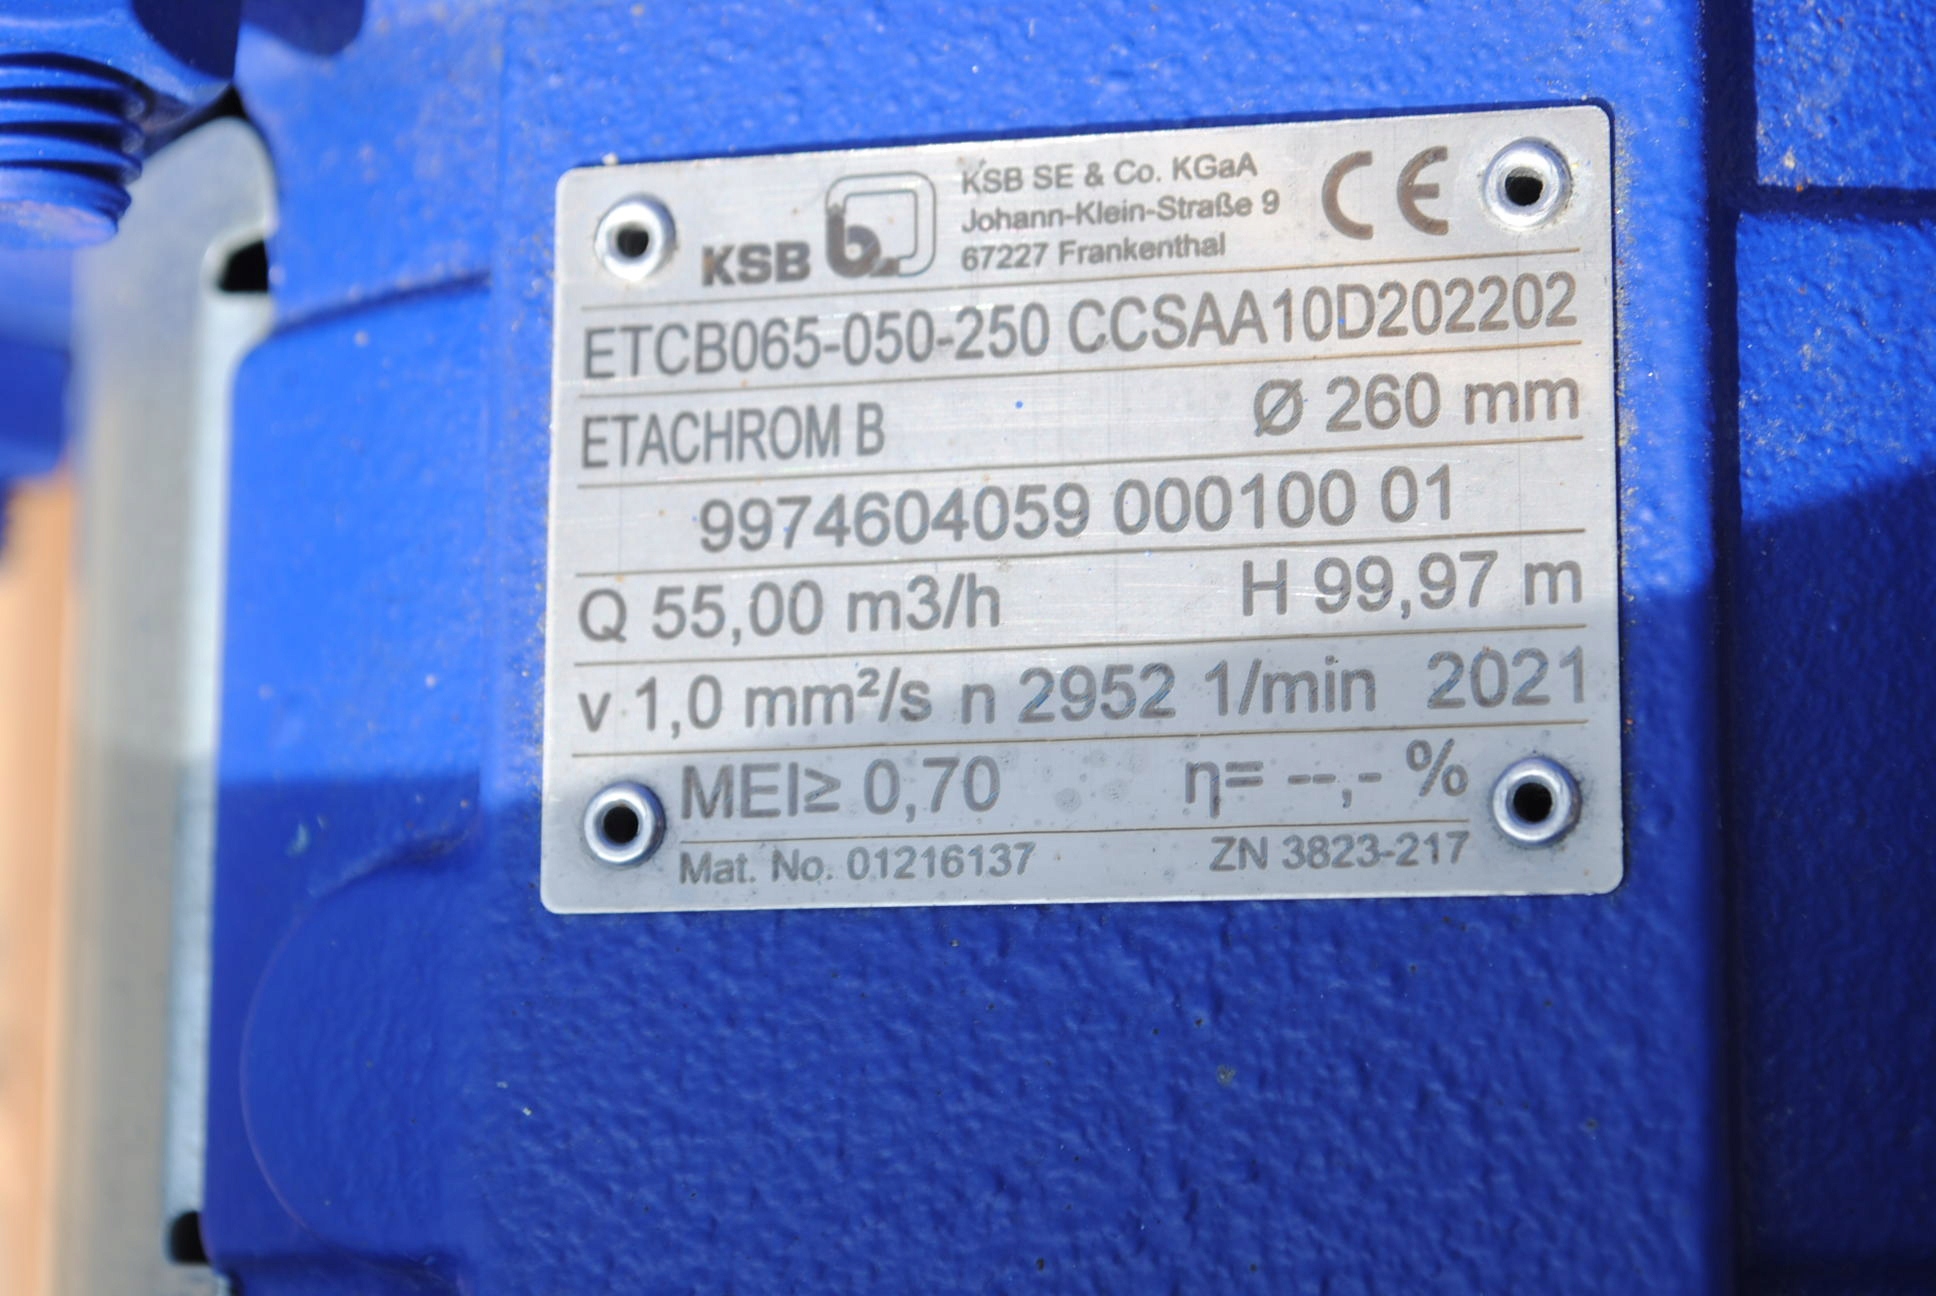 KSB b
KSB SE & Co. KGaA
Johann-Klein-Straße 9
67227 Frankenthal
CE
ETCB065-050-250 CCSAA10D202202
ETACHROM B Ø 260 mm
9974604059 000100 01
Q 55,00 m3/h H 99,97 m
v 1,0 mm²/s n 2952 1/min 2021
MEI≥ 0,70 η= --,- %
Mat. No. 01216137 ZN 3823-217